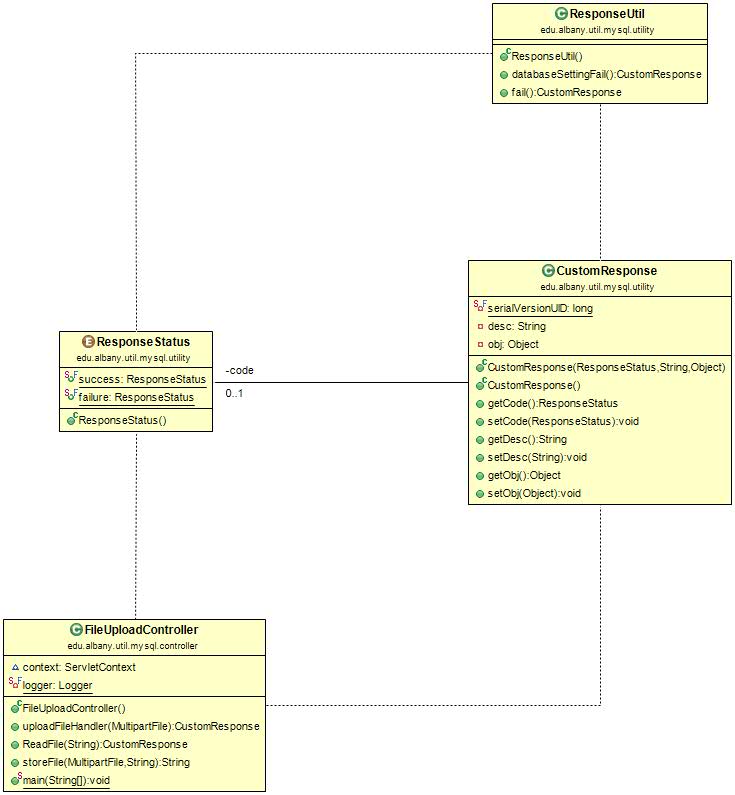 ResponseUtil
edu.albany.util.mysql.utility
ResponseUtil()
databaseSettingFail():CustomResponse
fail():CustomResponse
CustomResponse
edu.albany.util.mysql.utility
serialVersionUID: long
desc: String
obj: Object
CustomResponse(ResponseStatus,String,Object)
CustomResponse()
getCode():ResponseStatus
setCode(ResponseStatus):void
getDesc():String
setDesc(String):void
getObj():Object
setObj(Object):void
ResponseStatus
edu.albany.util.mysql.utility
success: ResponseStatus
failure: ResponseStatus
ResponseStatus()
-code
0..1
FileUploadController
edu.albany.util.mysql.controller
context: ServletContext
logger: Logger
FileUploadController()
uploadFileHandler(MultipartFile):CustomResponse
ReadFile(String):CustomResponse
storeFile(MultipartFile,String):String
main(String[]):void